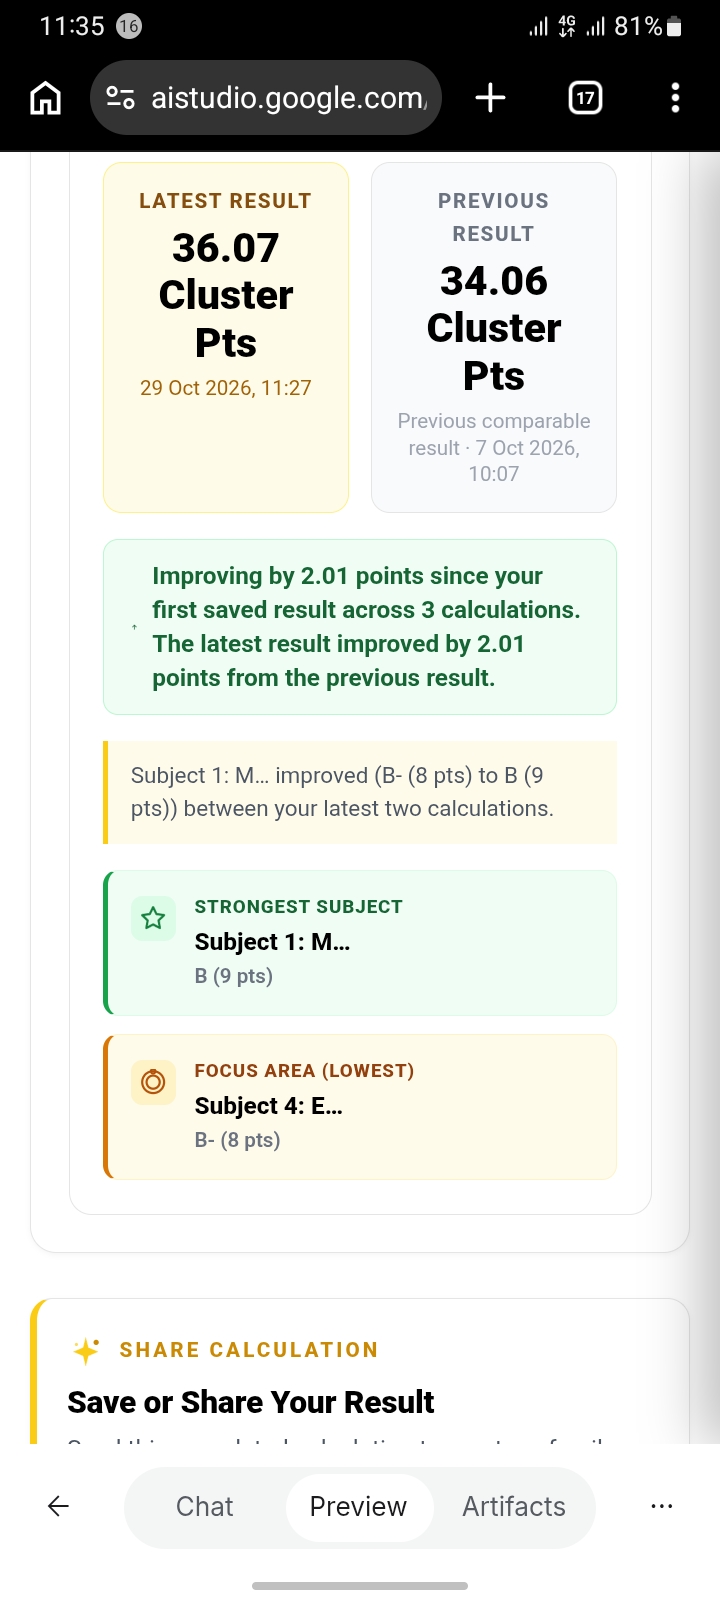 11:35 16 4G 81%
aistudio.google.com/ 17
LATEST RESULT
36.07
Cluster
Pts
29 Oct 2026, 11:27
PREVIOUS
RESULT
34.06
Cluster
Pts
Previous comparable
result · 7 Oct 2026,
10:07
Improving by 2.01 points since your
first saved result across 3 calculations.
The latest result improved by 2.01
points from the previous result.
Subject 1: M... improved (B- (8 pts) to B (9
pts)) between your latest two calculations.
STRONGEST SUBJECT
Subject 1: M...
B (9 pts)
FOCUS AREA (LOWEST)
Subject 4: E...
B- (8 pts)
SHARE CALCULATION
Save or Share Your Result
Chat Preview Artifacts